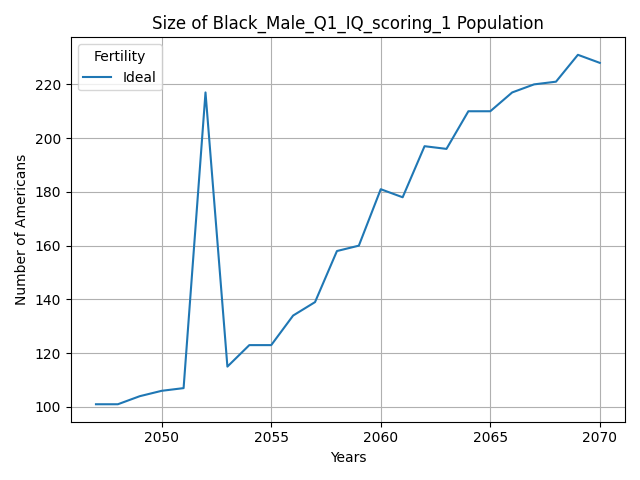 Size of Black_Male_Q1_IQ_scoring_1 Population
Fertility
Ideal
Number of Americans
220
200
180
160
140
120
100
2050 2055 2060 2065 2070
Years